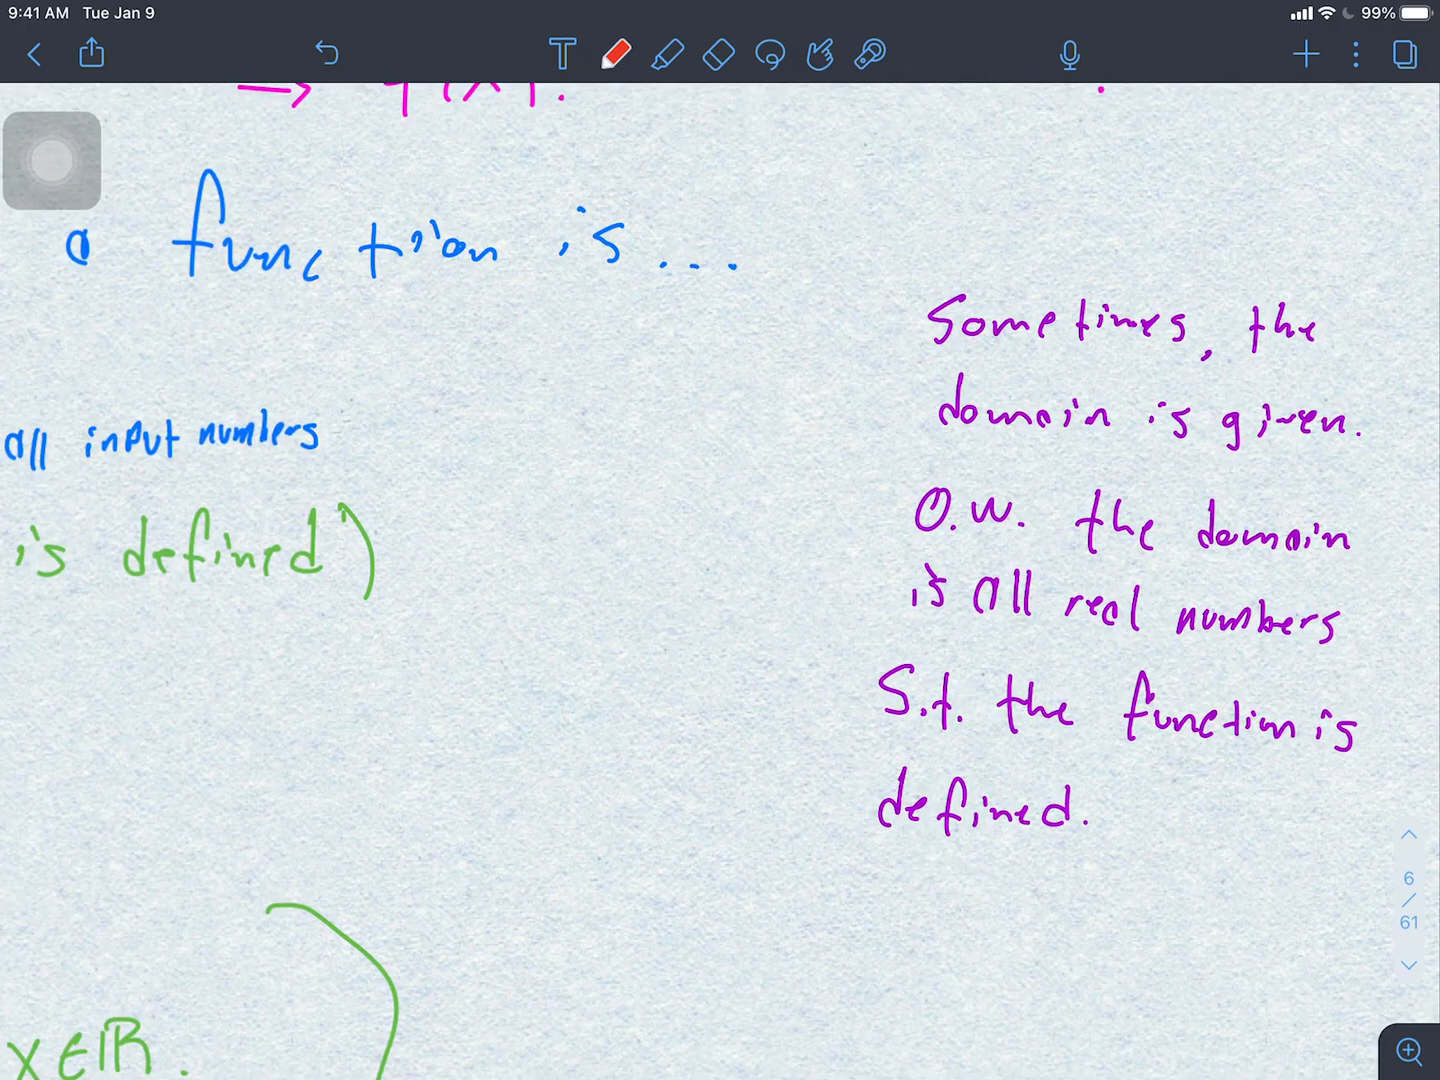 9:41 AM Tue Jan 9
99%
a function is...
Sometimes, the
domain is given.
all input numbers
O.W. the domain
is defined)
is all real numbers
S.t. the function is
defined.
6
/
61
x∈ℝ.